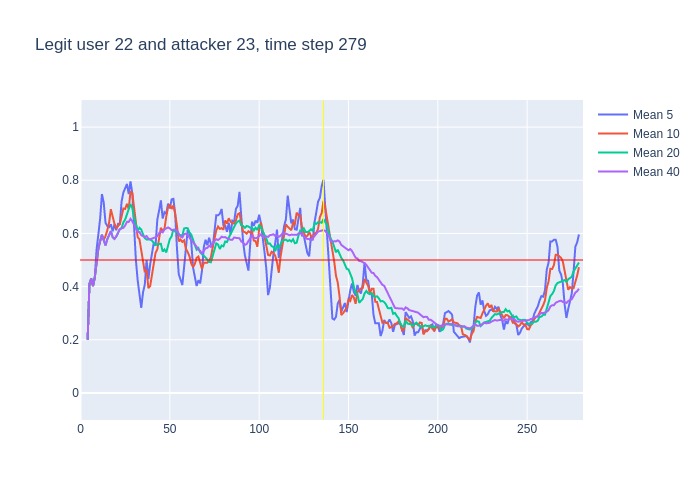 Legit user 22 and attacker 23, time step 279
Mean 5
Mean 10
Mean 20
Mean 40
1
0.8
0.6
0.4
0.2
0
0 50 100 150 200 250